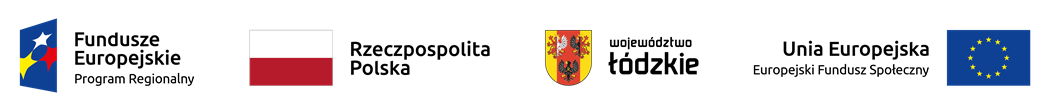 Fundusze
Europejskie
Program Regionalny
Rzeczpospolita
Polska
województwo
łódzkie
Unia Europejska
Europejski Fundusz Społeczny